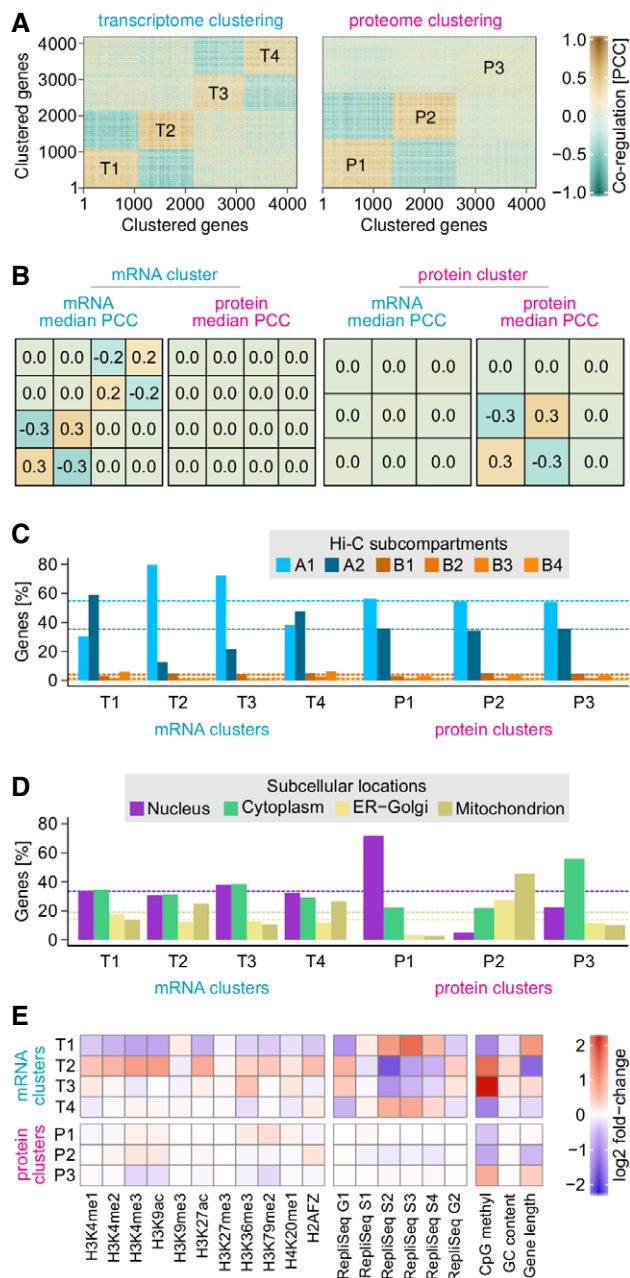 A
transcriptome clustering
proteome clustering
Clustered genes
4000
3000
2000
1000
1
T1
T2
T3
T4
1 1000 2000 3000 4000
Clustered genes
P1
P2
P3
1 1000 2000 3000 4000
Clustered genes
1.0
0.5
0.0
−0.5
−1.0
Co-regulation [PCC]
B
mRNA cluster
protein cluster
mRNA
median PCC
protein
median PCC
mRNA
median PCC
protein
median PCC
0.0 0.0 -0.2 0.2
0.0 0.0 0.2 -0.2
-0.3 0.3 0.0 0.0
0.3 -0.3 0.0 0.0
0.0 0.0 0.0 0.0
0.0 0.0 0.0 0.0
0.0 0.0 0.0 0.0
0.0 0.0 0.0 0.0
0.0 0.0 0.0
0.0 0.0 0.0
0.0 0.0 0.0
0.0 0.0 0.0
-0.3 0.3 0.0
0.3 -0.3 0.0
C
Hi-C subcompartments
A1 A2 B1 B2 B3 B4
Genes [%]
80
60
40
20
0
T1 T2 T3 T4 P1 P2 P3
mRNA clusters protein clusters
D
Subcellular locations
Nucleus Cytoplasm ER-Golgi Mitochondrion
Genes [%]
80
60
40
20
0
T1 T2 T3 T4 P1 P2 P3
mRNA clusters protein clusters
E
mRNA
clusters
T1
T2
T3
T4
protein
clusters
P1
P2
P3
H3K4me1
H3K4me2
H3K4me3
H3K9ac
H3K9me3
H3K27ac
H3K27me3
H3K36me3
H3K79me2
H4K20me1
H2AFZ
RepliSeq G1
RepliSeq S1
RepliSeq S2
RepliSeq S3
RepliSeq S4
RepliSeq G2
CpG methyl
GC content
Gene length
2
1
0
−1
−2
log2 fold−change